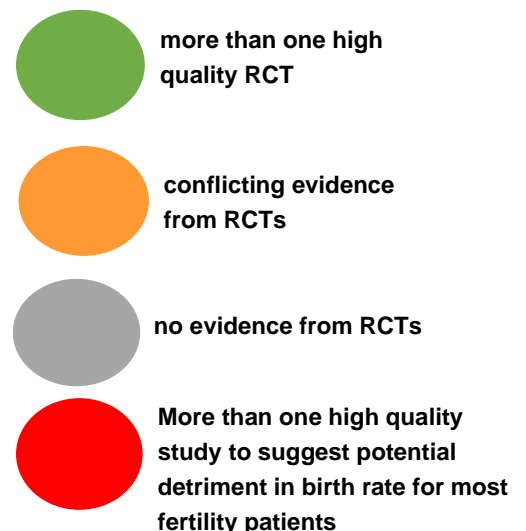 more than one high
quality RCT
conflicting evidence
from RCTs
no evidence from RCTs
More than one high quality
study to suggest potential
detriment in birth rate for most
fertility patients